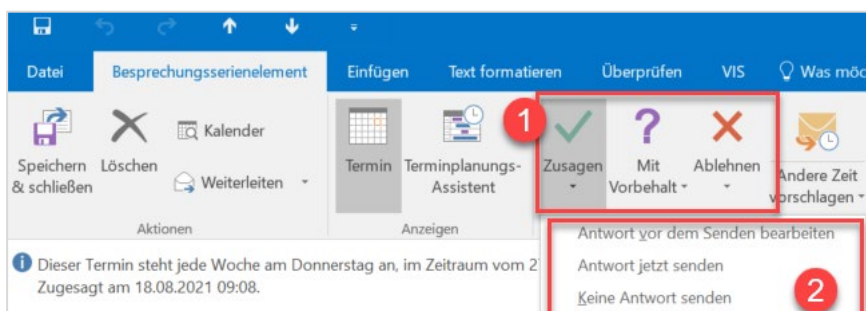 Datei Besprechungsserienelement Einfügen Text formatieren Überprüfen VIS Was möc
1
Kalender
Speichern Löschen Termin Terminplanungs- Zusagen Mit Ablehnen Andere Zeit
& schließen Weiterleiten Assistent Vorbehalt vorschlagen
Aktionen Anzeigen
Antwort vor dem Senden bearbeiten
Dieser Termin steht jede Woche am Donnerstag an, im Zeitraum vom 2
Antwort jetzt senden
Zugesagt am 18.08.2021 09:08.
Keine Antwort senden
2